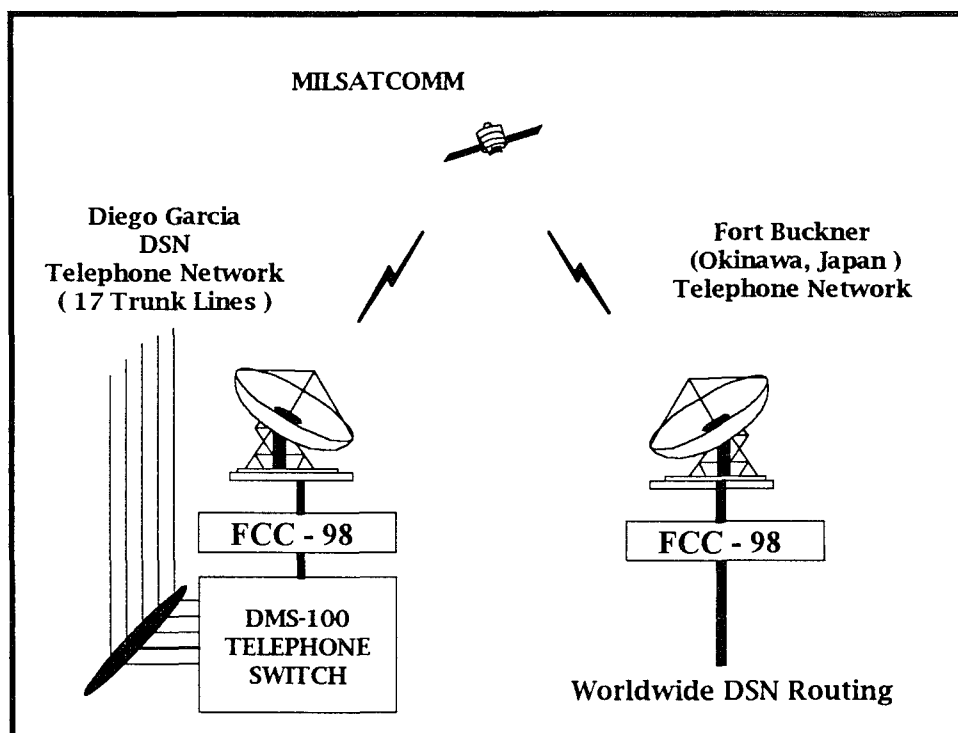 MILSATCOMM
Diego Garcia
DSN
Telephone Network
( 17 Trunk Lines )
Fort Buckner
(Okinawa, Japan )
Telephone Network
FCC - 98
FCC - 98
DMS-100
TELEPHONE
SWITCH
Worldwide DSN Routing